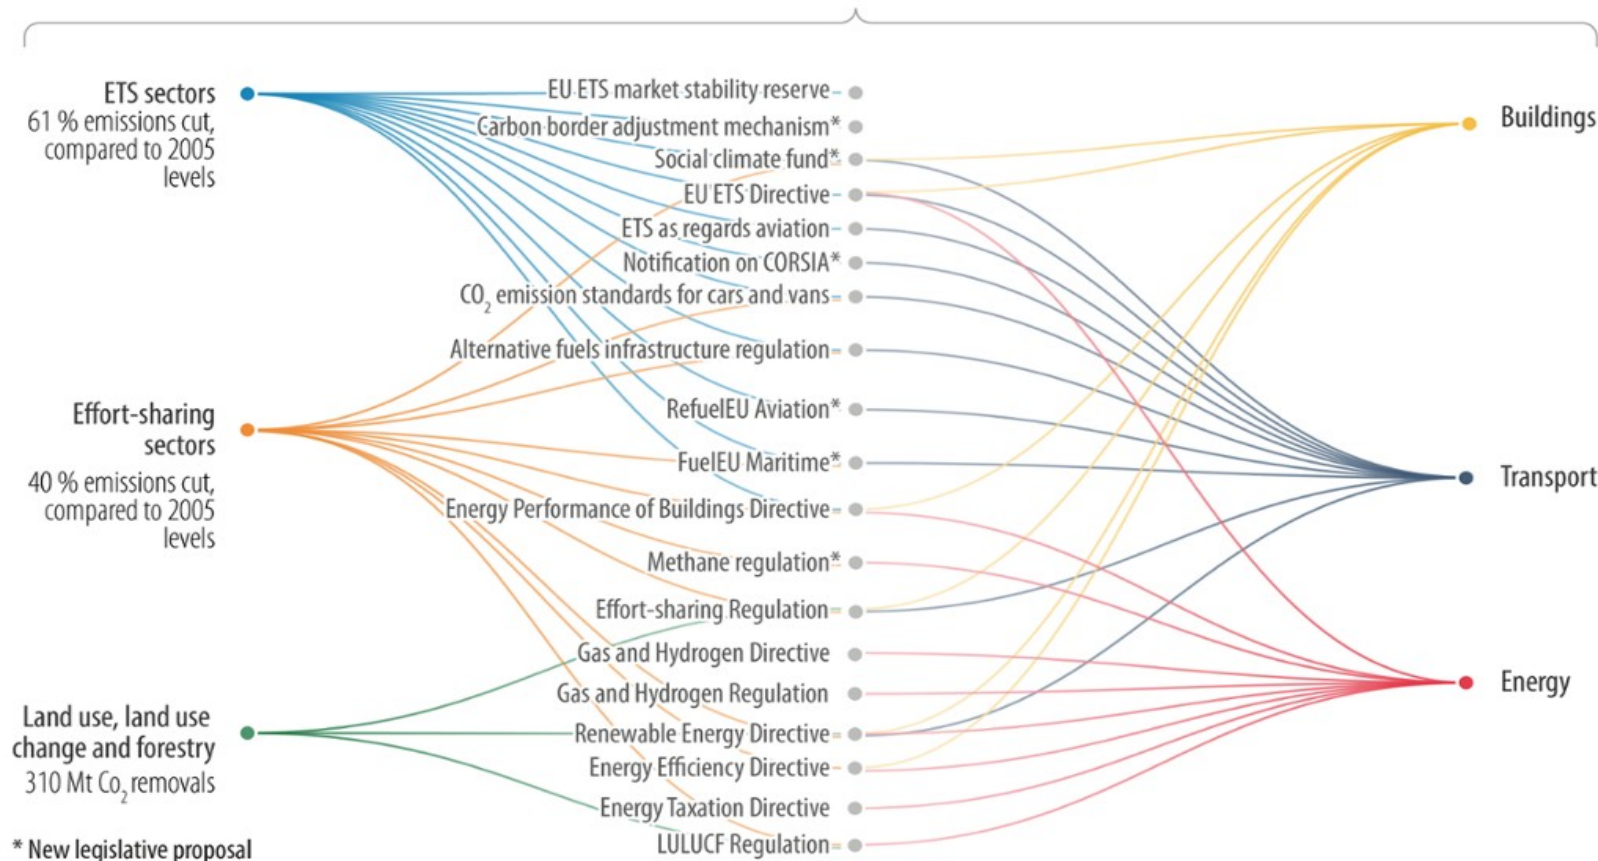 ETS sectors
61 % emissions cut,
compared to 2005
levels
Effort-sharing
sectors
40 % emissions cut,
compared to 2005
levels
Land use, land use
change and forestry
310 Mt Co₂ removals
* New legislative proposal
EU ETS market stability reserve
Carbon border adjustment mechanism*
Social climate fund*
EU ETS Directive
ETS as regards aviation
Notification on CORSIA*
CO₂ emission standards for cars and vans
Alternative fuels infrastructure regulation
RefuelEU Aviation*
FuelEU Maritime*
Energy Performance of Buildings Directive
Methane regulation*
Effort-sharing Regulation
Gas and Hydrogen Directive
Gas and Hydrogen Regulation
Renewable Energy Directive
Energy Efficiency Directive
Energy Taxation Directive
LULUCF Regulation
Buildings
Transport
Energy